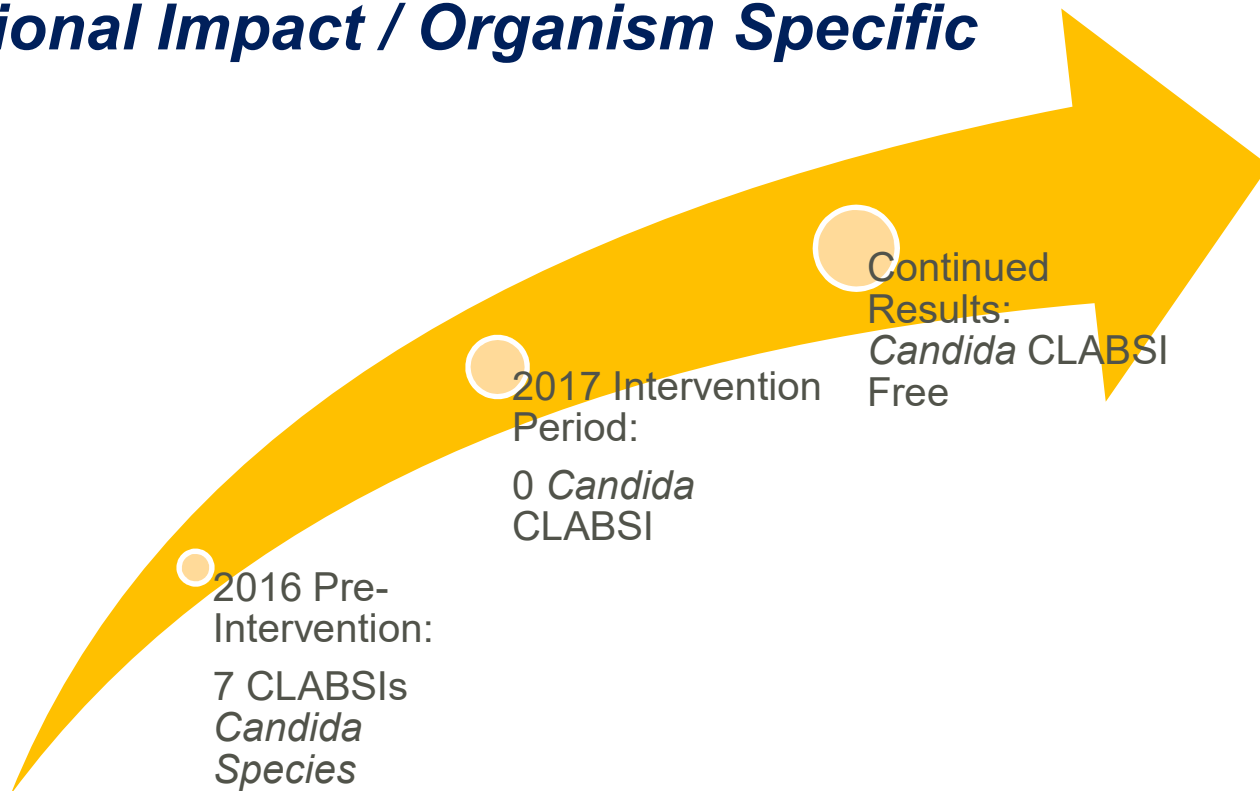 ional Impact / Organism Specific
2016 Pre-
Intervention:
7 CLABSIs
Candida
Species
2017 Intervention
Period:
0 Candida
CLABSI
Continued
Results:
Candida CLABSI
Free